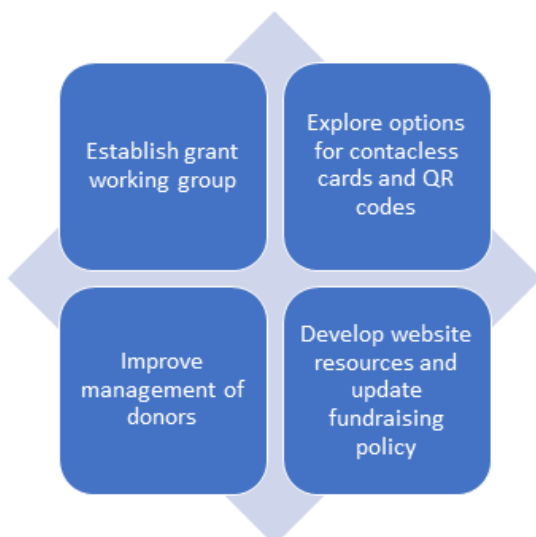 Establish grant
working group
Explore options
for contacless
cards and QR
codes
Improve
management of
donors
Develop website
resources and
update
fundraising
policy